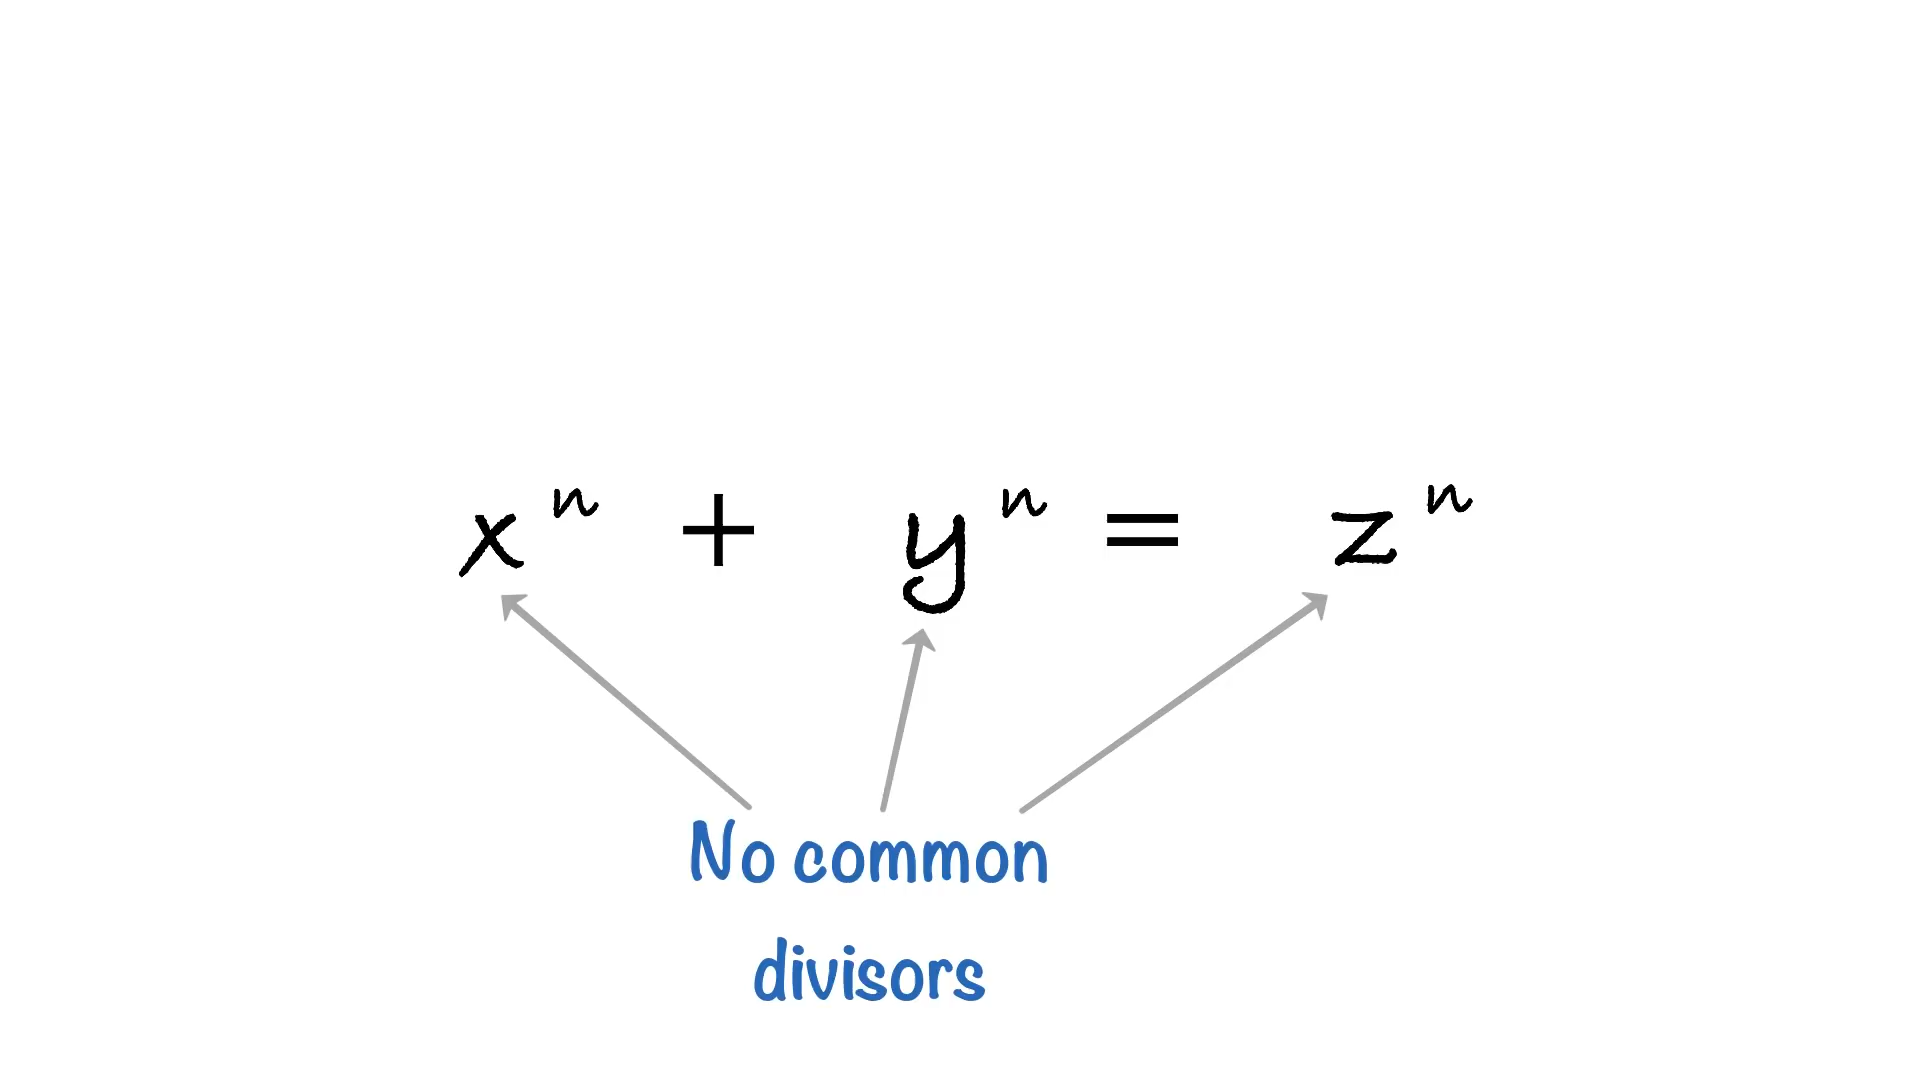 xⁿ + yⁿ = zⁿ
No common
divisors